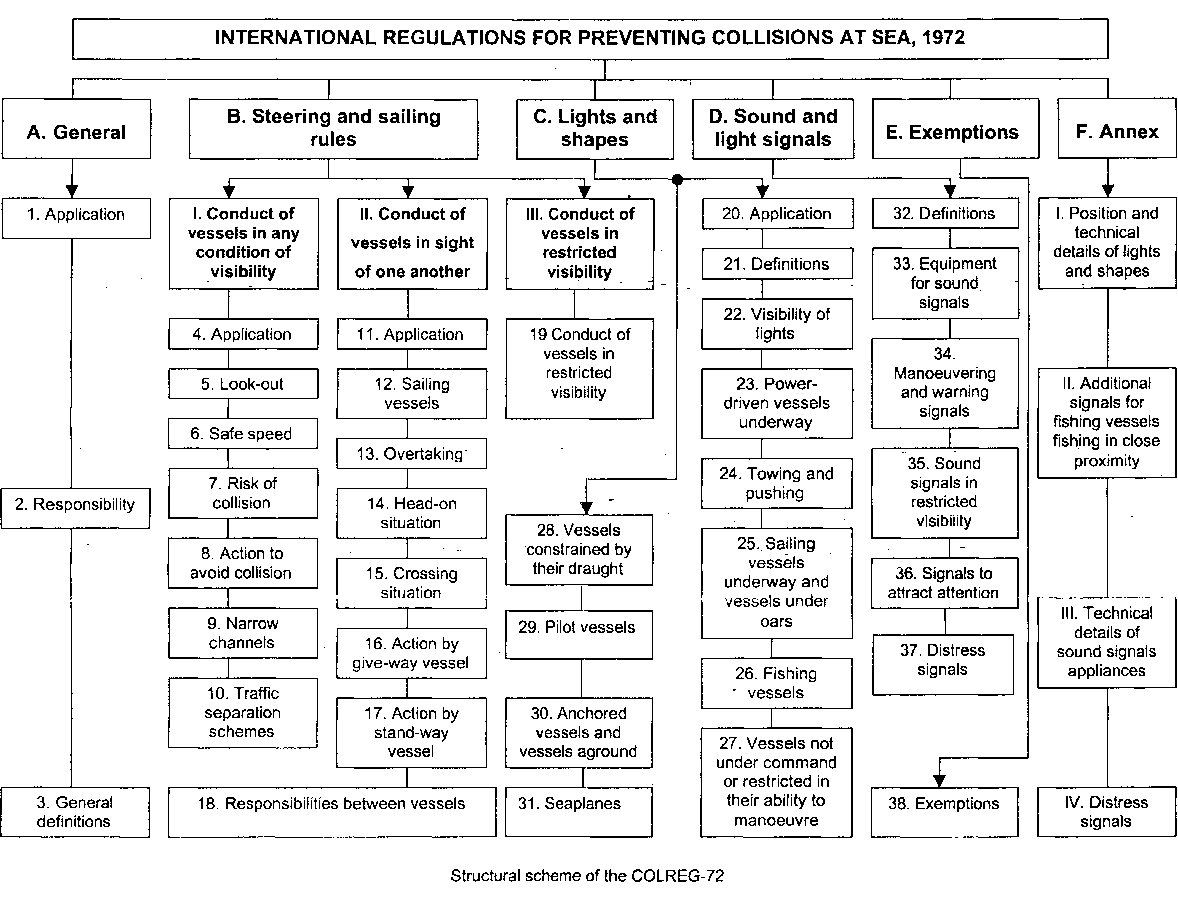 INTERNATIONAL REGULATIONS FOR PREVENTING COLLISIONS AT SEA, 1972
A. General
B. Steering and sailing
rules
C. Lights and
shapes
D. Sound and
light signals
E. Exemptions
F. Annex
1. Application
2. Responsibility
3. General
definitions
I. Conduct of
vessels in any
condition of
visibility
4. Application
5. Look-out
6. Safe speed
7. Risk of
collision
8. Action to
avoid collision
9. Narrow
channels
10. Traffic
separation
schemes
II. Conduct of
vessels in sight
of one another
11. Application
12. Sailing
vessels
13. Overtaking
14. Head-on
situation
15. Crossing
situation
16. Action by
give-way vessel
17. Action by
stand-way
vessel
18. Responsibilities between vessels
III. Conduct of
vessels in
restricted
visibility
19 Conduct of
vessels in
restricted
visibility
28. Vessels
constrained by
their draught
29. Pilot vessels
30. Anchored
vessels and
vessels aground
31. Seaplanes
20. Application
21. Definitions
22. Visibility of
lights
23. Power-
driven vessels
underway
24. Towing and
pushing
25. Sailing
vessels
underway and
vessels under
oars
26. Fishing
vessels
27. Vessels not
under command
or restricted in
their ability to
manoeuvre
32. Definitions
33. Equipment
for sound
signals
34.
Manoeuvering
and warning
signals
35. Sound
signals in
restricted
visibility
36. Signals to
attract attention
37. Distress
signals
38. Exemptions
I. Position and
technical
details of lights
and shapes
II. Additional
signals for
fishing vessels
fishing in close
proximity
III. Technical
details of
sound signals
appliances
IV. Distress
signals
Structural scheme of the COLREG-72